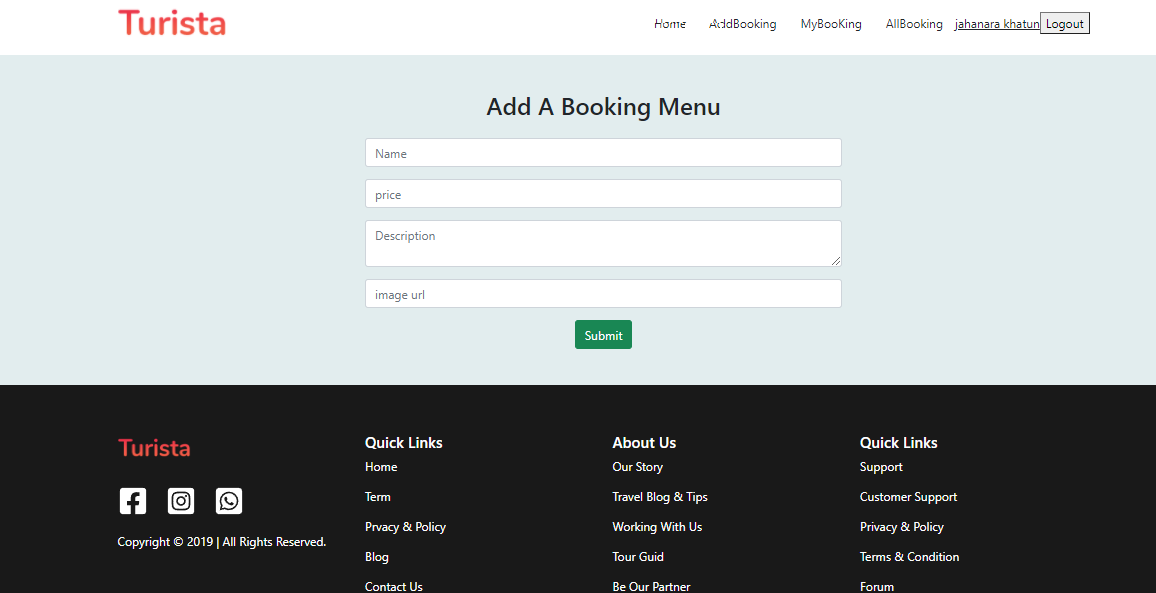 Turista
Home AddBooking MyBooKing AllBooking jahanara khatun Logout
Add A Booking Menu
Name
price
Description
image url
Submit
Turista
Copyright © 2019 | All Rights Reserved.
Quick Links
Home
Term
Prvacy & Policy
Blog
Contact Us
About Us
Our Story
Travel Blog & Tips
Working With Us
Tour Guid
Be Our Partner
Quick Links
Support
Customer Support
Privacy & Policy
Terms & Condition
Forum